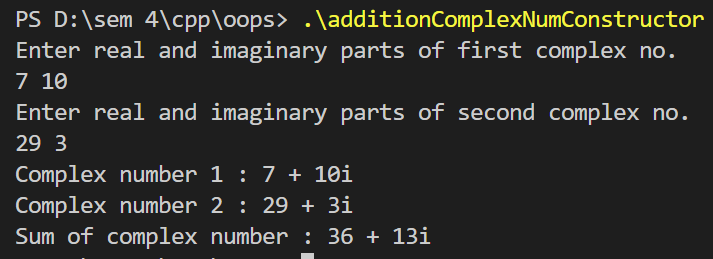 PS D:\sem 4\cpp\oops> .\additionComplexNumConstructor
Enter real and imaginary parts of first complex no.
7 10
Enter real and imaginary parts of second complex no.
29 3
Complex number 1 : 7 + 10i
Complex number 2 : 29 + 3i
Sum of complex number : 36 + 13i